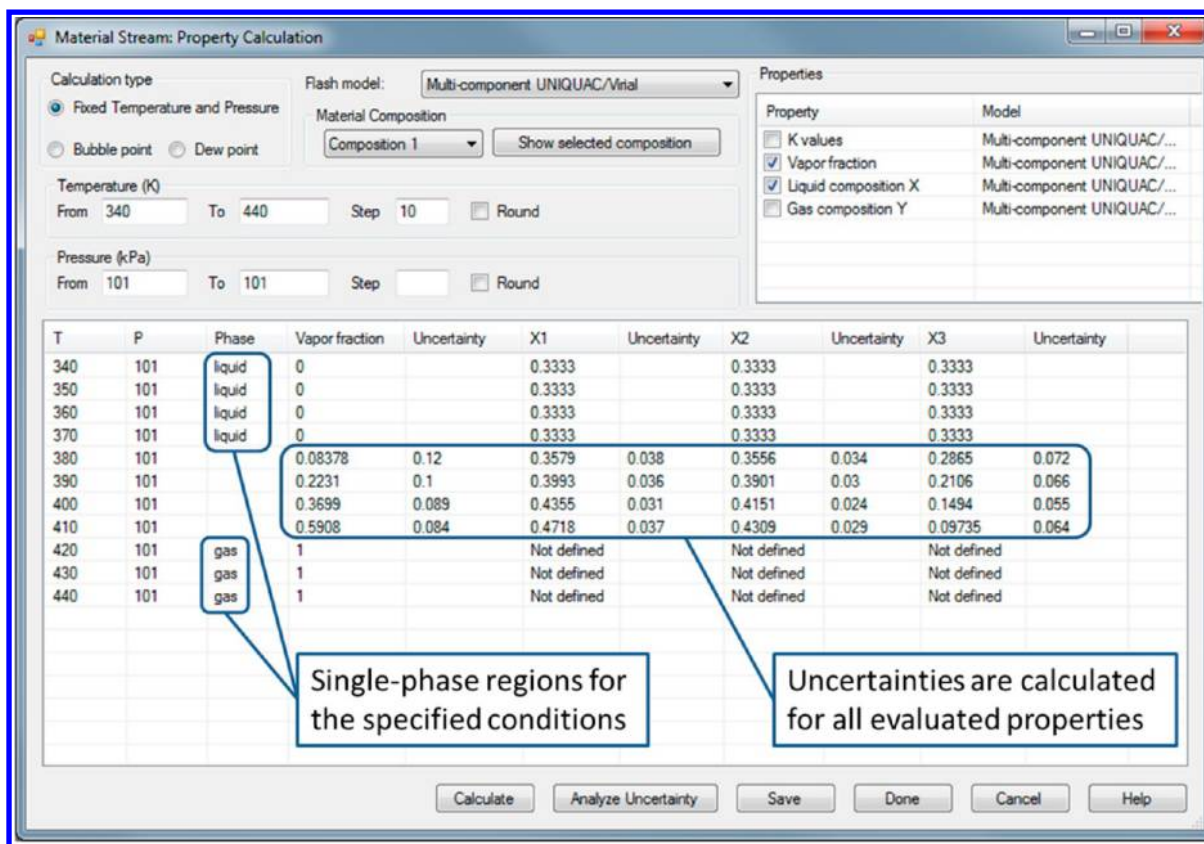 Material Stream: Property Calculation
Calculation type
Fixed Temperature and Pressure
Bubble point Dew point
Flash model: Multi-component UNIQUAC/Virial
Material Composition
Composition 1 Show selected composition
Temperature (K)
From 340 To 440 Step 10 Round
Pressure (kPa)
From 101 To 101 Step Round
Properties
Property Model
K values Multi-component UNIQUAC/...
Vapor fraction Multi-component UNIQUAC/...
Liquid composition X Multi-component UNIQUAC/...
Gas composition Y Multi-component UNIQUAC/...
T P Phase Vapor fraction Uncertainty X1 Uncertainty X2 Uncertainty X3 Uncertainty
340 101 liquid 0 0.3333 0.3333 0.3333
350 101 liquid 0 0.3333 0.3333 0.3333
360 101 liquid 0 0.3333 0.3333 0.3333
370 101 liquid 0 0.3333 0.3333 0.3333
380 101 0.08378 0.12 0.3579 0.038 0.3556 0.034 0.2865 0.072
390 101 0.2231 0.1 0.3993 0.036 0.3901 0.03 0.2106 0.066
400 101 0.3699 0.089 0.4355 0.031 0.4151 0.024 0.1494 0.055
410 101 0.5908 0.084 0.4718 0.037 0.4309 0.029 0.09735 0.064
420 101 gas 1 Not defined Not defined Not defined
430 101 gas 1 Not defined Not defined Not defined
440 101 gas 1 Not defined Not defined Not defined
Single-phase regions for
the specified conditions
Uncertainties are calculated
for all evaluated properties
Calculate Analyze Uncertainty Save Done Cancel Help